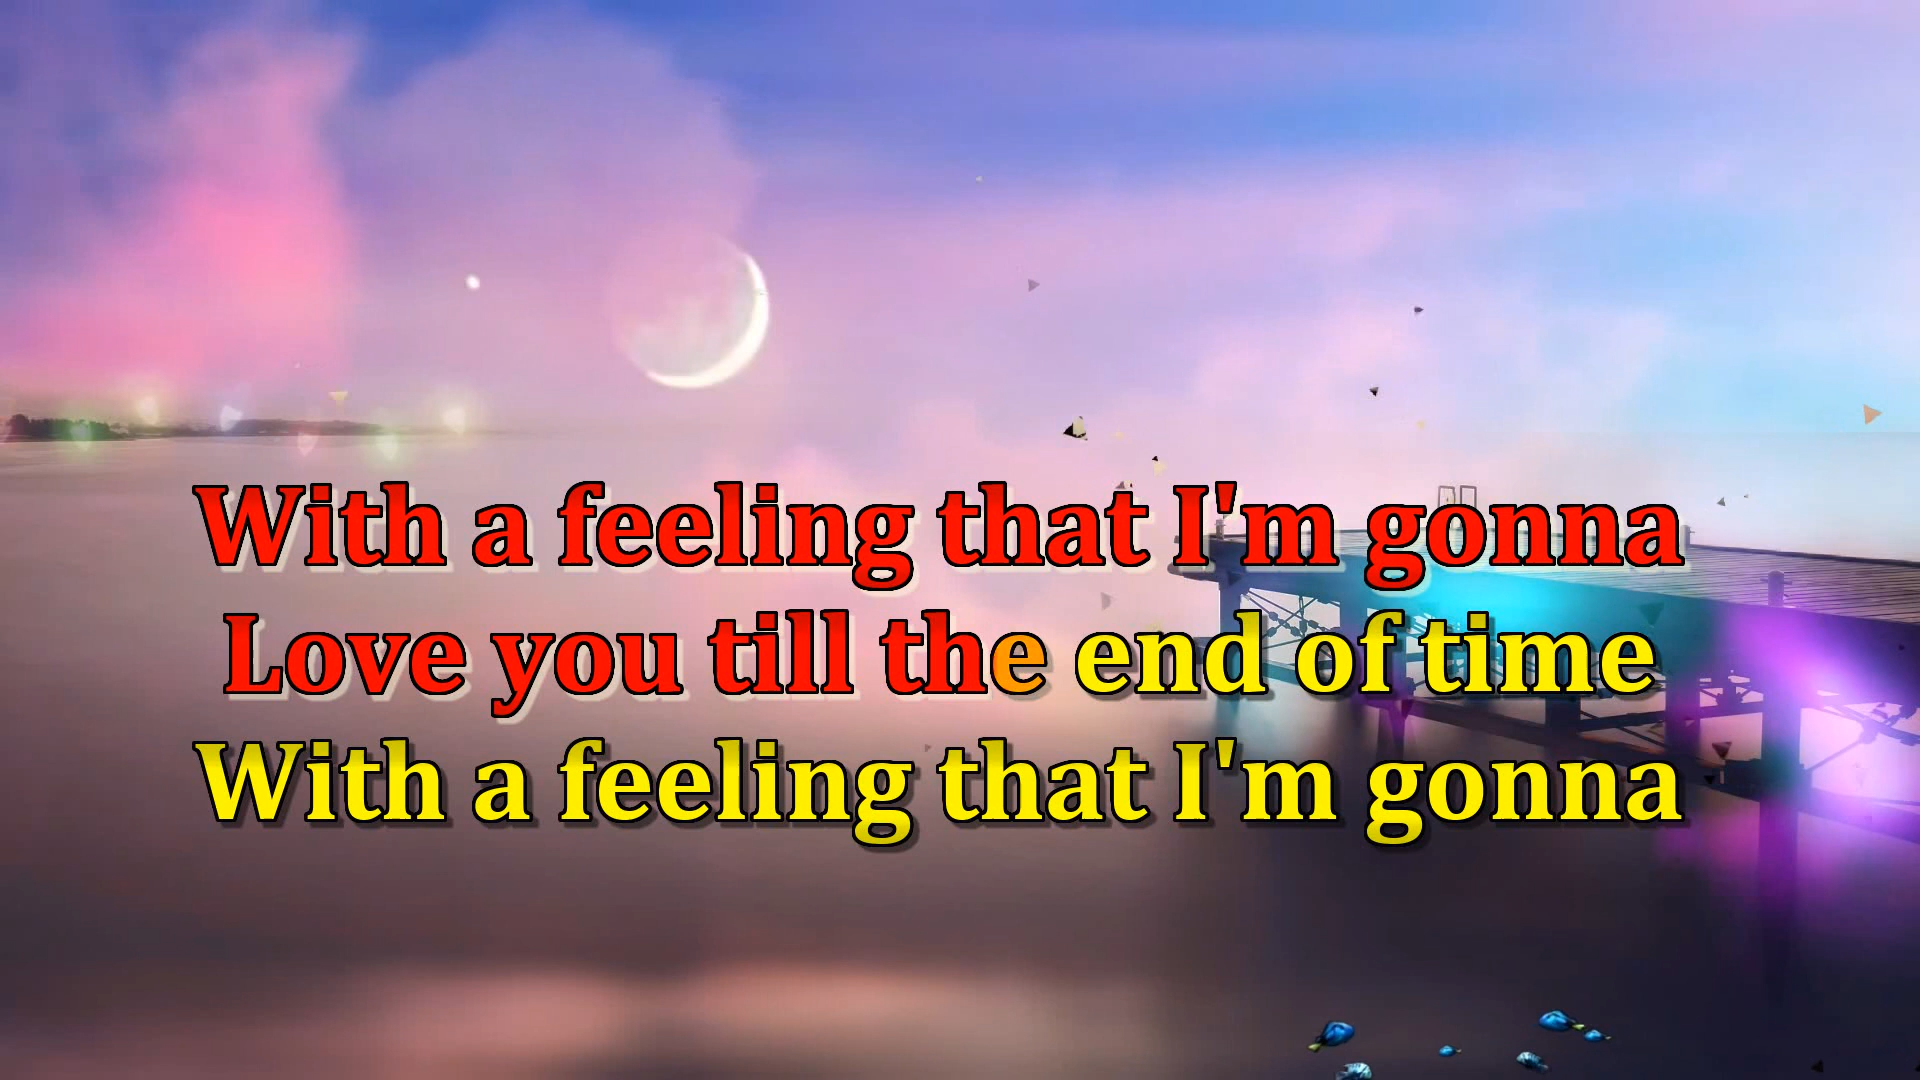 With a feeling that I'm gonna
Love you till the end of time
With a feeling that I'm gonna